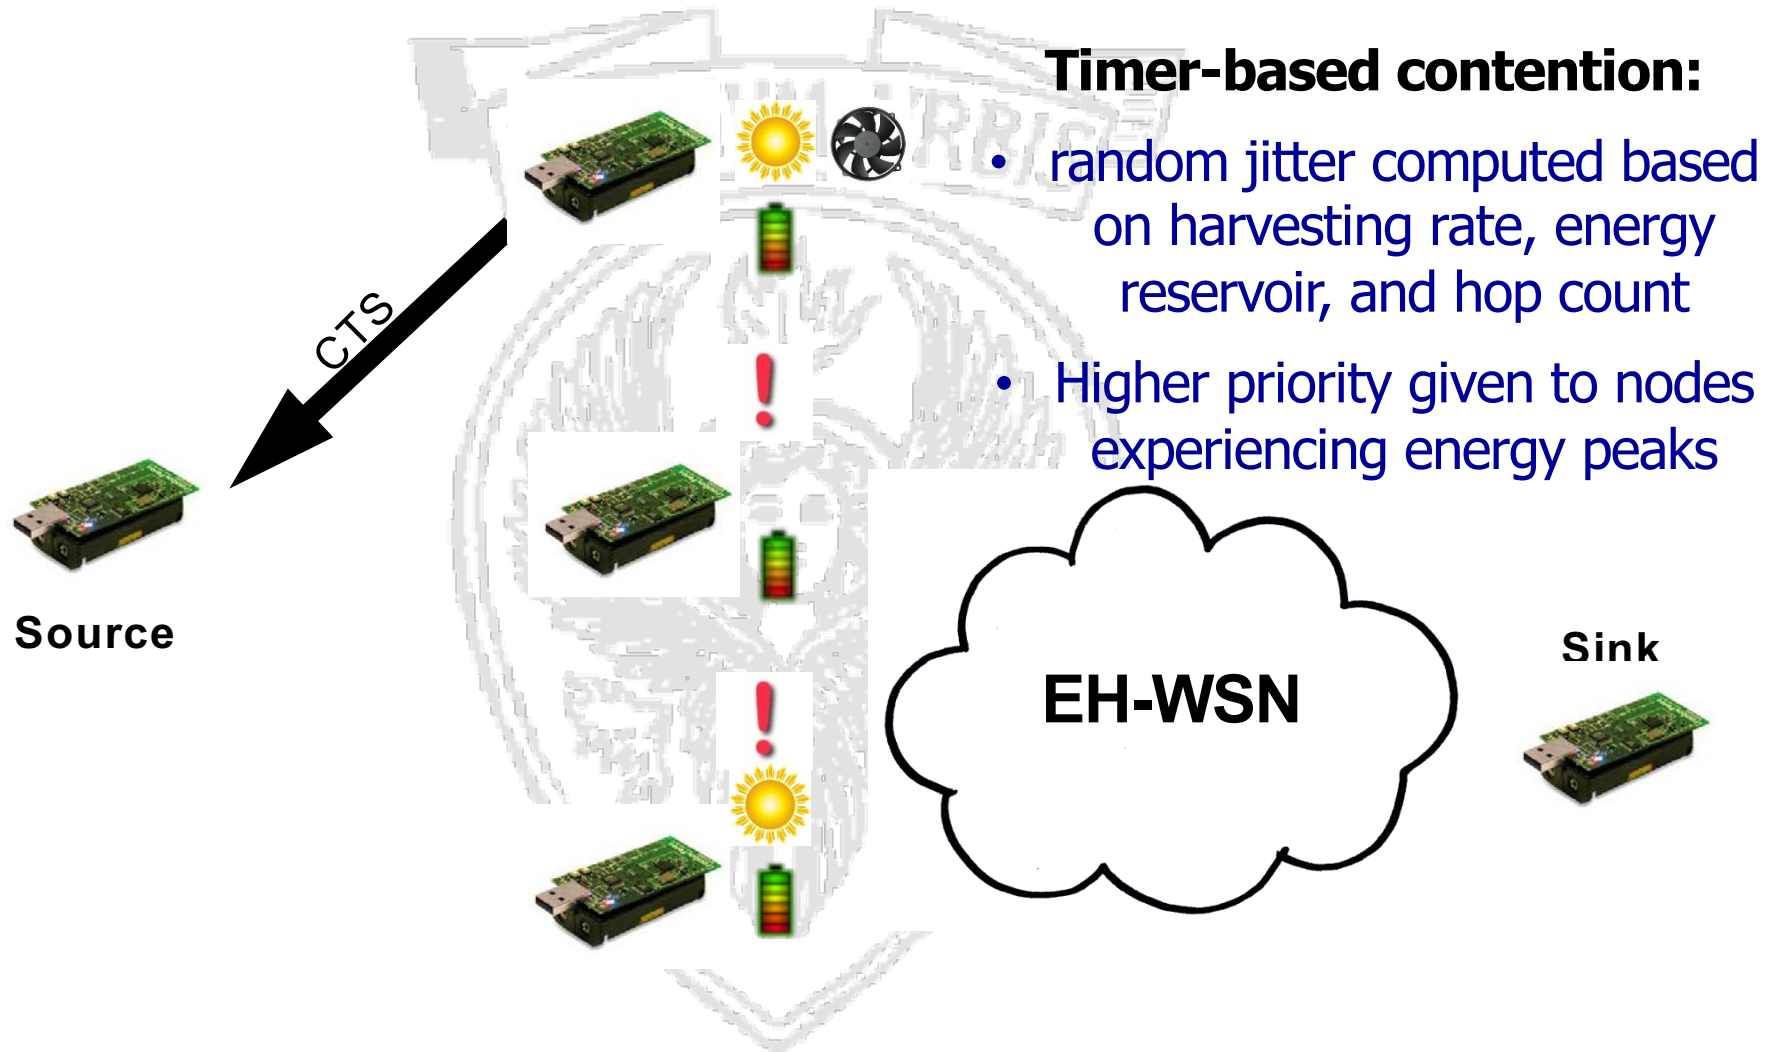 Timer-based contention:
• random jitter computed based
on harvesting rate, energy
reservoir, and hop count
• Higher priority given to nodes
experiencing energy peaks
CTS
Source
EH-WSN
Sink